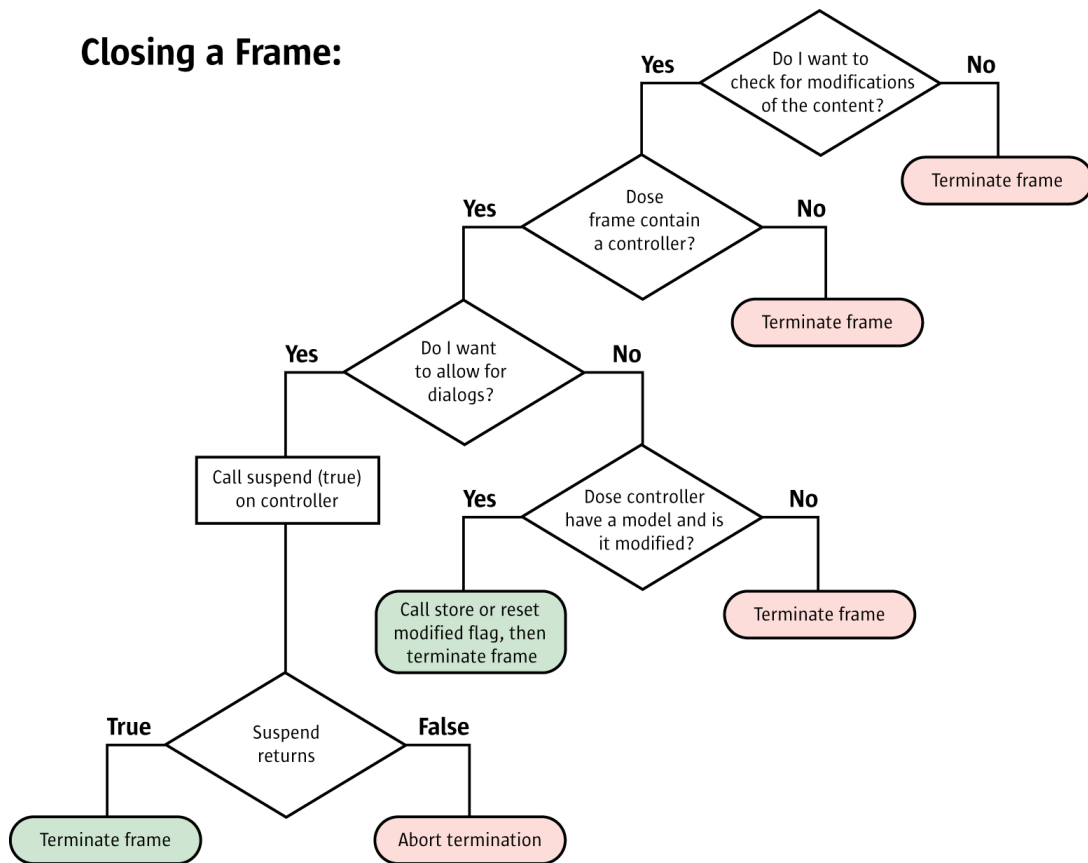 Closing a Frame:
Do I want to
check for modifications
of the content?
Yes
No
Terminate frame
Dose
frame contain
a controller?
Yes
No
Terminate frame
Do I want
to allow for
dialogs?
Yes
No
Call suspend (true)
on controller
Dose controller
have a model and is
it modified?
Yes
No
Call store or reset
modified flag, then
terminate frame
Terminate frame
Suspend
returns
True
False
Terminate frame
Abort termination